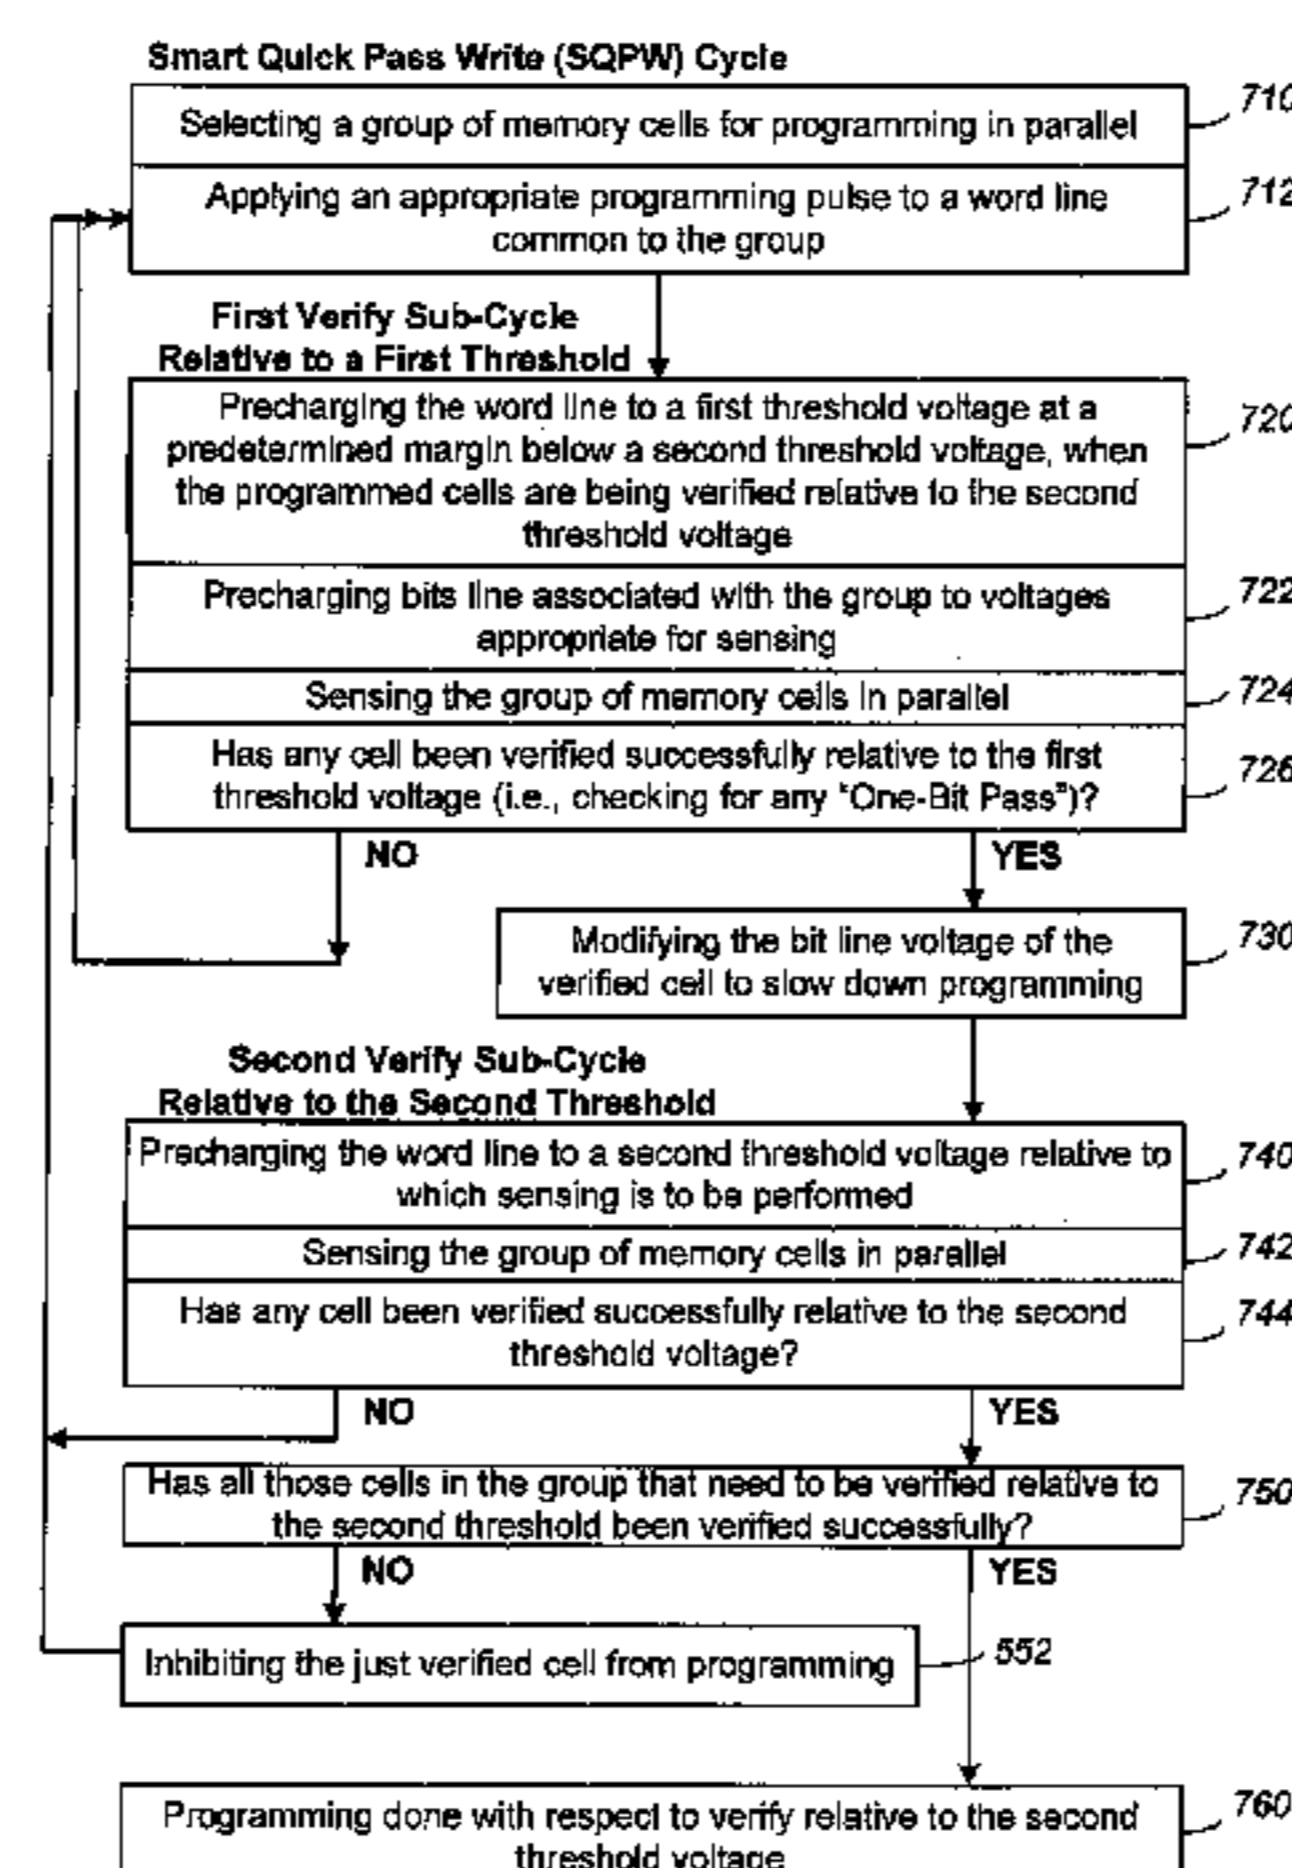 Smart Quick Pass Write (SQPW) Cycle
Selecting a group of memory cells for programming in parallel
710
Applying an appropriate programming pulse to a word line
common to the group
712
First Verify Sub-Cycle
Relative to a First Threshold
Precharging the word line to a first threshold voltage at a
predetermined margin below a second threshold voltage, when
the programmed cells are being verified relative to the second
threshold voltage
720
Precharging bits line associated with the group to voltages
appropriate for sensing
722
Sensing the group of memory cells in parallel
724
Has any cell been verified successfully relative to the first
threshold voltage (i.e., checking for any "One-Bit Pass")?
726
NO
YES
Modifying the bit line voltage of the
verified cell to slow down programming
730
Second Verify Sub-Cycle
Relative to the Second Threshold
Precharging the word line to a second threshold voltage relative to
which sensing is to be performed
740
Sensing the group of memory cells in parallel
742
Has any cell been verified successfully relative to the second
threshold voltage?
744
NO
YES
Has all those cells in the group that need to be verified relative to
the second threshold been verified successfully?
750
NO
YES
Inhibiting the just verified cell from programming
552
Programming done with respect to verify relative to the second
threshold voltage
760